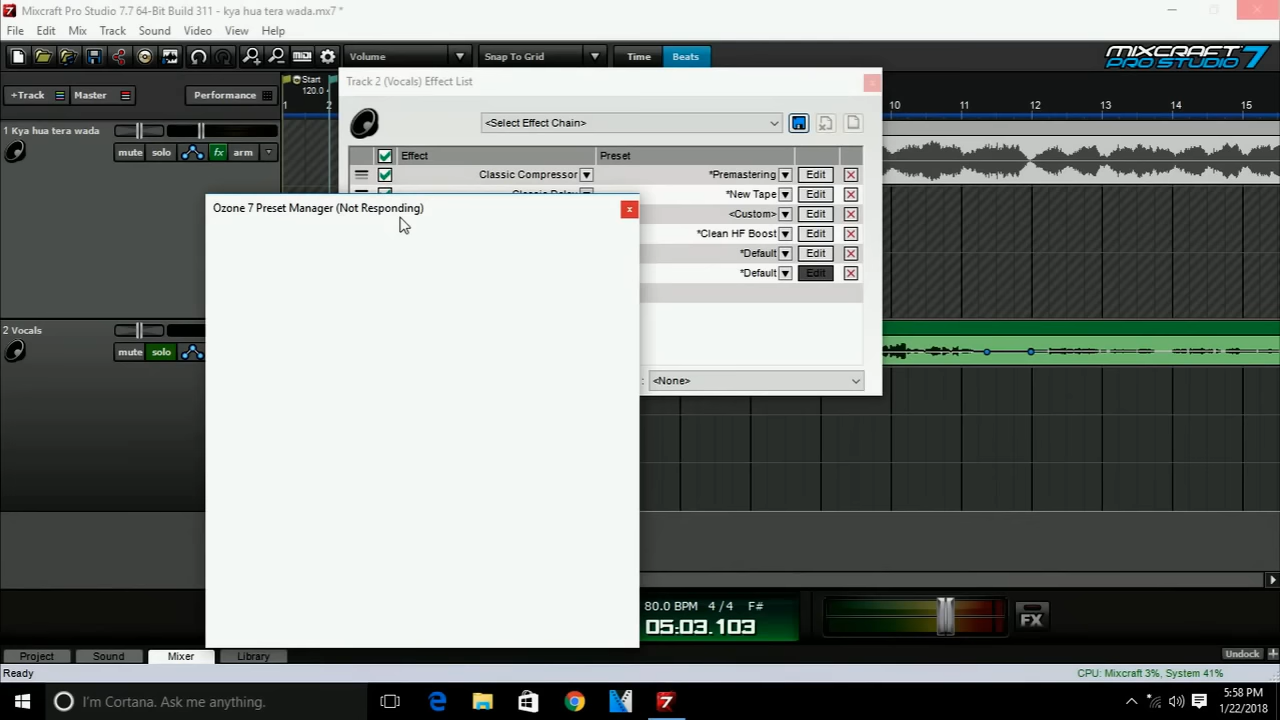 Mixcraft Pro Studio 7.7 64-Bit Build 311 - kya hua tera wada.mx7 *
File Edit Mix Track Sound Video View Help
Volume Snap To Grid Time Beats
MIXCRAFT PRO STUDIO 7
+Track Master Performance
Start
120.0
1 2 10 11 12 13 14 15
Track 2 (Vocals) Effect List
<Select Effect Chain>
Effect Preset
Classic Compressor *Premastering Edit
*New Tape Edit
<Custom> Edit
*Clean HF Boost Edit
*Default Edit
*Default Edit
: <None>
1 Kya hua tera wada
mute solo fx arm
Ozone 7 Preset Manager (Not Responding)
2 Vocals
mute solo
80.0 BPM 4 / 4 F#
05:03.103
FX
Project Sound Mixer Library Undock
Ready CPU: Mixcraft 3%, System 41%
I'm Cortana. Ask me anything.
5:58 PM
1/22/2018